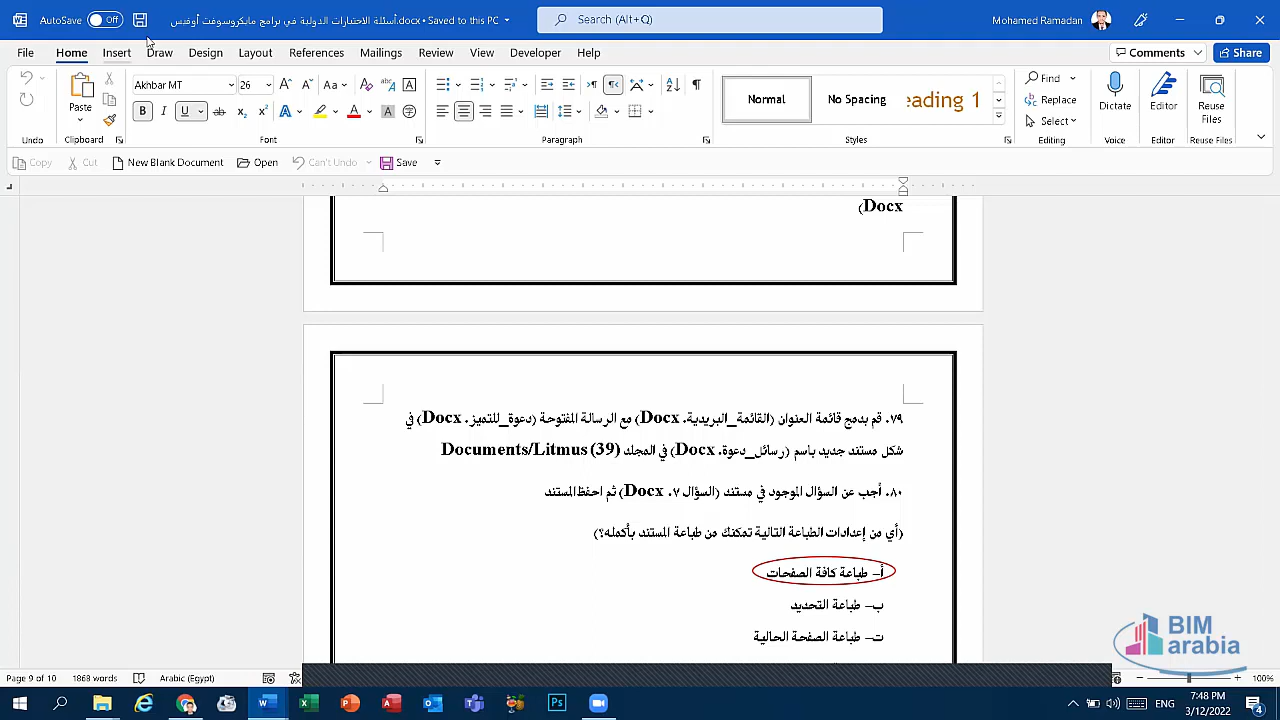 AutoSave Off أسئلة الاختبارات الدولية في برامج مايكروسوفت أوفيس.docx • Saved to this PC
Search (Alt+Q)
Mohamed Ramadan
File Home Insert Draw Design Layout References Mailings Review View Developer Help
Comments Share
Paste Akhbar MT 26 Normal No Spacing eading 1 Find Replace Select Dictate Editor Reuse Files
Undo Clipboard Font Paragraph Styles Editing Voice Editor Reuse Files
Copy Cut New Blank Document Open Can't Undo Save
Docx)
٧٩. قم بدمج قائمة العنوان (القائمة_البريدية. Docx) مع الرسالة المفتوحة (دعوة_للتميز. Docx) في
شكل مستند جديد باسم (رسائل_دعوة. Docx) في المجلد Documents/Litmus (39)
٨٠. أجب عن السؤال الموجود في مستند (السؤال ٧. Docx) ثم احفظ المستند
(أي من إعدادات الطباعة التالية تمكنك من طباعة المستند بأكمله؟)
أ– طباعة كافة الصفحات
ب– طباعة التحديد
ت– طباعة الصفحة الحالية
BIM
arabia
Page 9 of 10 1868 words Arabic (Egypt) 100%
ENG 7:48 PM
3/12/2022